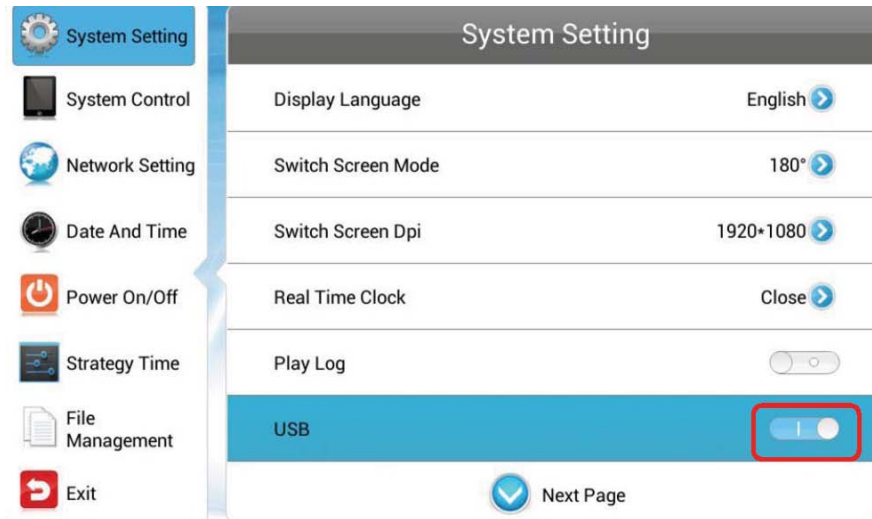 System Setting
System Control
Network Setting
Date And Time
Power On/Off
Strategy Time
File
Management
Exit
System Setting
Display Language English
Switch Screen Mode 180°
Switch Screen Dpi 1920*1080
Real Time Clock Close
Play Log
USB
Next Page